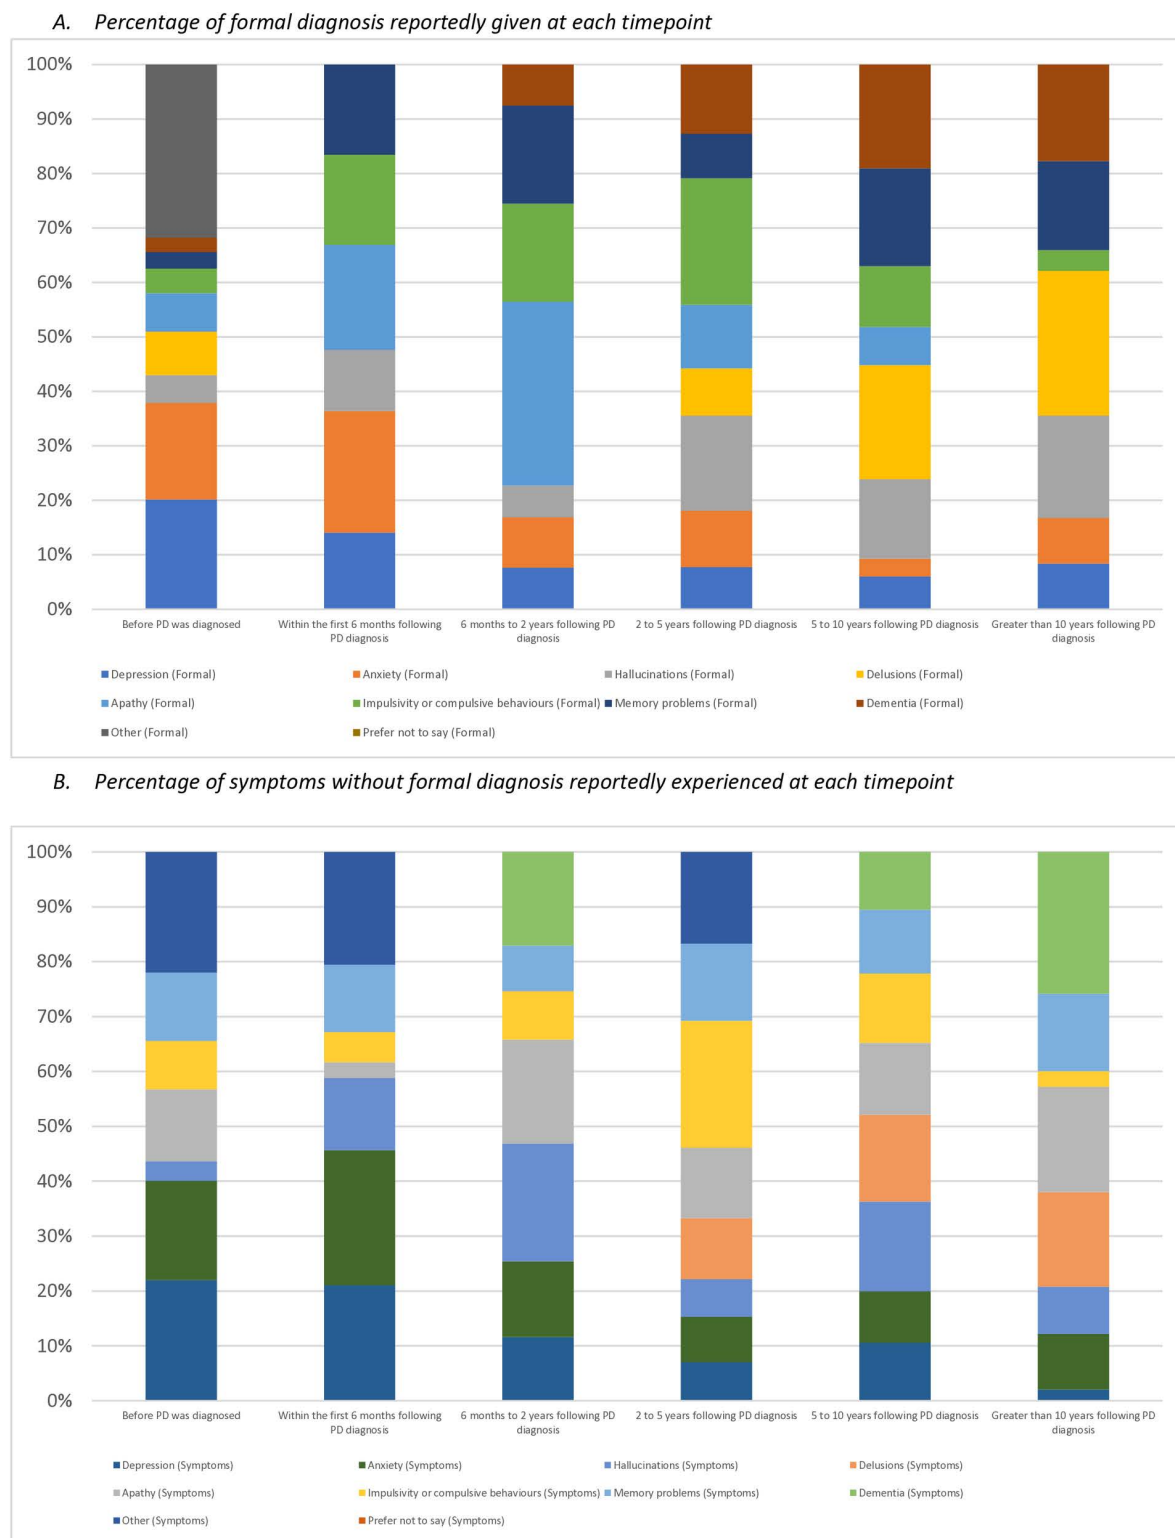 A. Percentage of formal diagnosis reportedly given at each timepoint
100%
90%
80%
70%
60%
50%
40%
30%
20%
10%
0%
Before PD was diagnosed
Within the first 6 months following
PD diagnosis
6 months to 2 years following PD
diagnosis
2 to 5 years following PD diagnosis
5 to 10 years following PD diagnosis
Greater than 10 years following PD
diagnosis
Depression (Formal)
Anxiety (Formal)
Hallucinations (Formal)
Delusions (Formal)
Apathy (Formal)
Impulsivity or compulsive behaviours (Formal)
Memory problems (Formal)
Dementia (Formal)
Other (Formal)
Prefer not to say (Formal)
B. Percentage of symptoms without formal diagnosis reportedly experienced at each timepoint
100%
90%
80%
70%
60%
50%
40%
30%
20%
10%
0%
Before PD was diagnosed
Within the first 6 months following
PD diagnosis
6 months to 2 years following PD
diagnosis
2 to 5 years following PD diagnosis
5 to 10 years following PD diagnosis
Greater than 10 years following PD
diagnosis
Depression (Symptoms)
Anxiety (Symptoms)
Hallucinations (Symptoms)
Delusions (Symptoms)
Apathy (Symptoms)
Impulsivity or compulsive behaviours (Symptoms)
Memory problems (Symptoms)
Dementia (Symptoms)
Other (Symptoms)
Prefer not to say (Symptoms)